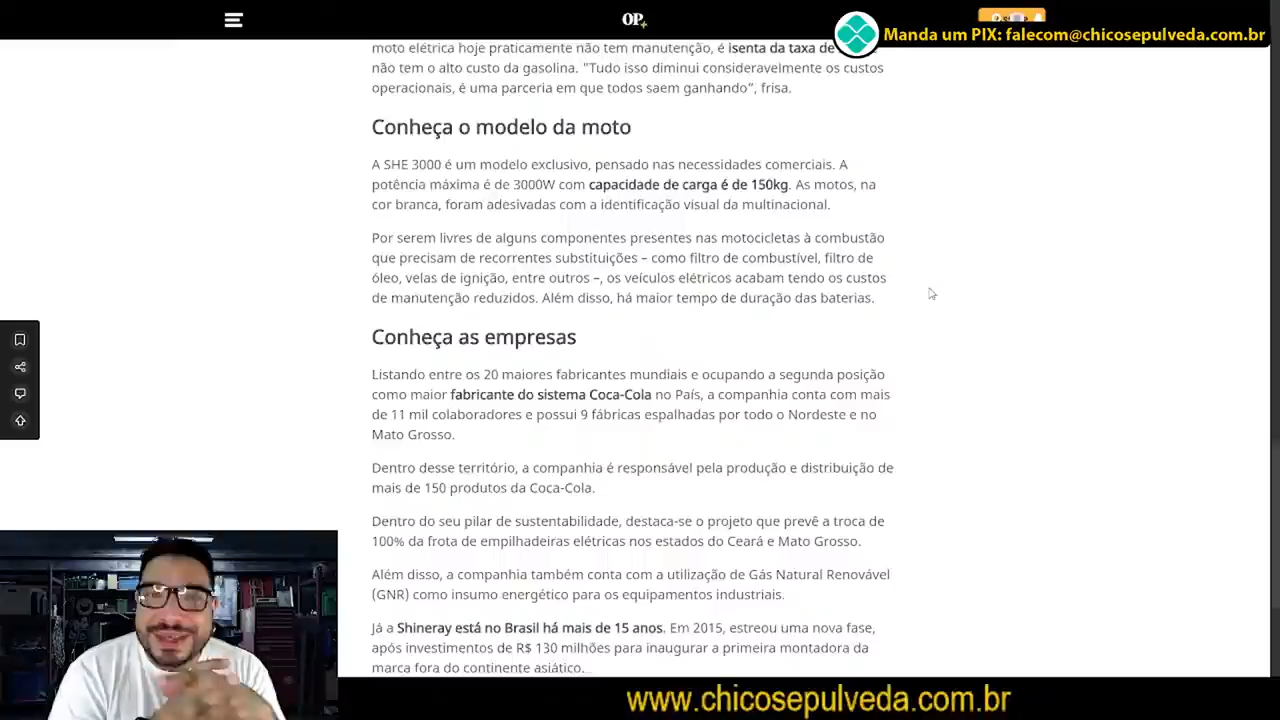 OP+
Manda um PIX: falecom@chicosepulveda.com.br
moto elétrica hoje praticamente não tem manutenção, é isenta da taxa de
não tem o alto custo da gasolina. "Tudo isso diminui consideravelmente os custos
operacionais, é uma parceria em que todos saem ganhando", frisa.
Conheça o modelo da moto
A SHE 3000 é um modelo exclusivo, pensado nas necessidades comerciais. A
potência máxima é de 3000W com capacidade de carga é de 150kg. As motos, na
cor branca, foram adesivadas com a identificação visual da multinacional.
Por serem livres de alguns componentes presentes nas motocicletas à combustão
que precisam de recorrentes substituições – como filtro de combustível, filtro de
óleo, velas de ignição, entre outros –, os veículos elétricos acabam tendo os custos
de manutenção reduzidos. Além disso, há maior tempo de duração das baterias.
Conheça as empresas
Listando entre os 20 maiores fabricantes mundiais e ocupando a segunda posição
como maior fabricante do sistema Coca-Cola no País, a companhia conta com mais
de 11 mil colaboradores e possui 9 fábricas espalhadas por todo o Nordeste e no
Mato Grosso.
Dentro desse território, a companhia é responsável pela produção e distribuição de
mais de 150 produtos da Coca-Cola.
Dentro do seu pilar de sustentabilidade, destaca-se o projeto que prevê a troca de
100% da frota de empilhadeiras elétricas nos estados do Ceará e Mato Grosso.
Além disso, a companhia também conta com a utilização de Gás Natural Renovável
(GNR) como insumo energético para os equipamentos industriais.
Já a Shineray está no Brasil há mais de 15 anos. Em 2015, estreou uma nova fase,
após investimentos de R$ 130 milhões para inaugurar a primeira montadora da
marca fora do continente asiático.
www.chicosepulveda.com.br